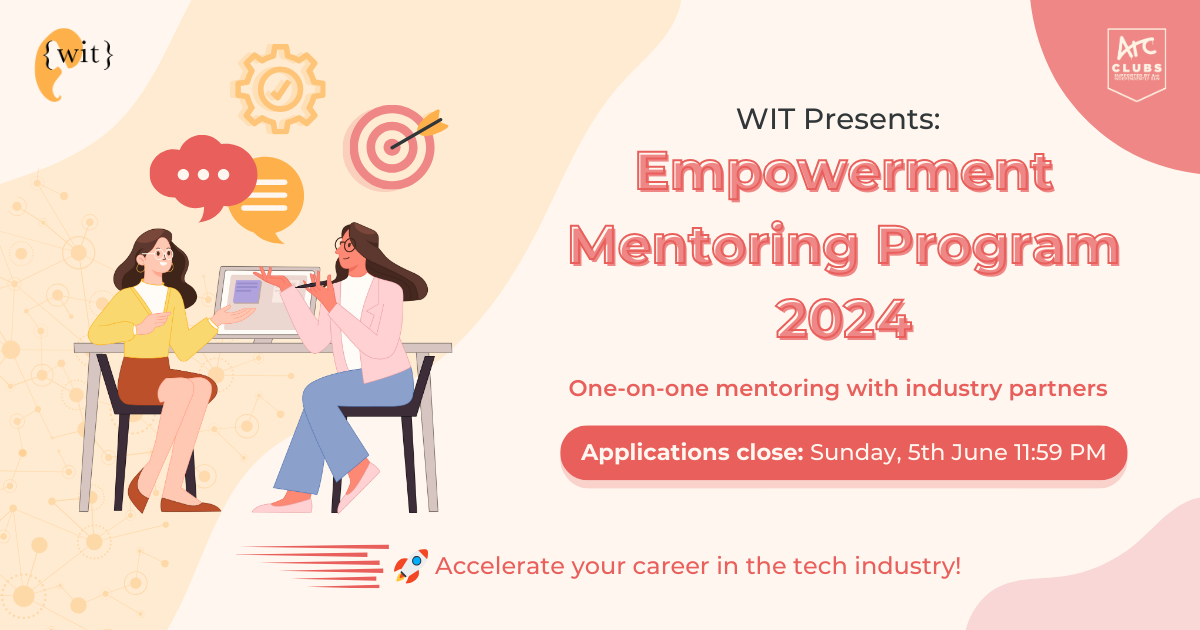 {wit}
Arc
CLUBS
WIT Presents:
Empowerment
Mentoring Program
2024
One-on-one mentoring with industry partners
Applications close: Sunday, 5th June 11:59 PM
Accelerate your career in the tech industry!